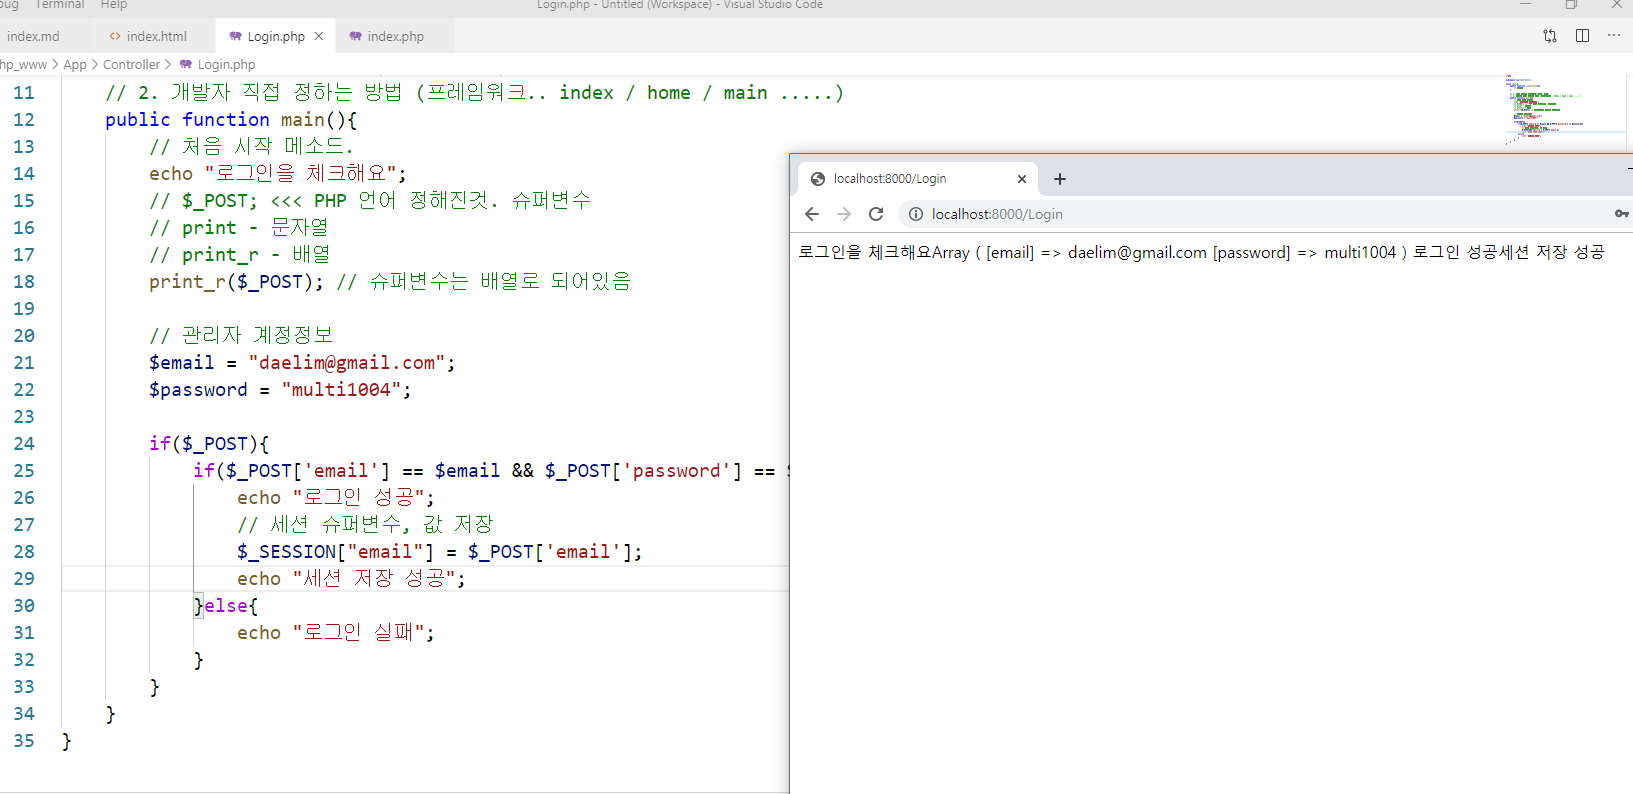 Terminal Help
Login.php - Untitled (Workspace) - Visual Studio Code
index.md <> index.html Login.php × index.php ...
hp_www > App > Controller > Login.php
11 // 2. 개발자 직접 정하는 방법 (프레임워크.. index / home / main .....)
12 public function main(){
13 // 처음 시작 메소드.
14 echo "로그인을 체크해요";
15 // $_POST; <<< PHP 언어 정해진것. 슈퍼변수
16 // print - 문자열
17 // print_r - 배열
18 print_r($_POST); // 슈퍼변수는 배열로 되어있음
19
20 // 관리자 계정정보
21 $email = "daelim@gmail.com";
22 $password = "multi1004";
23
24 if($_POST){
25 if($_POST['email'] == $email && $_POST['password'] ==
26 echo "로그인 성공";
27 // 세션 슈퍼변수, 값 저장
28 $_SESSION["email"] = $_POST['email'];
29 echo "세션 저장 성공";
30 }else{
31 echo "로그인 실패";
32 }
33 }
34 }
35 }
localhost:8000/Login
localhost:8000/Login
로그인을 체크해요Array ( [email] => daelim@gmail.com [password] => multi1004 ) 로그인 성공세션 저장 성공